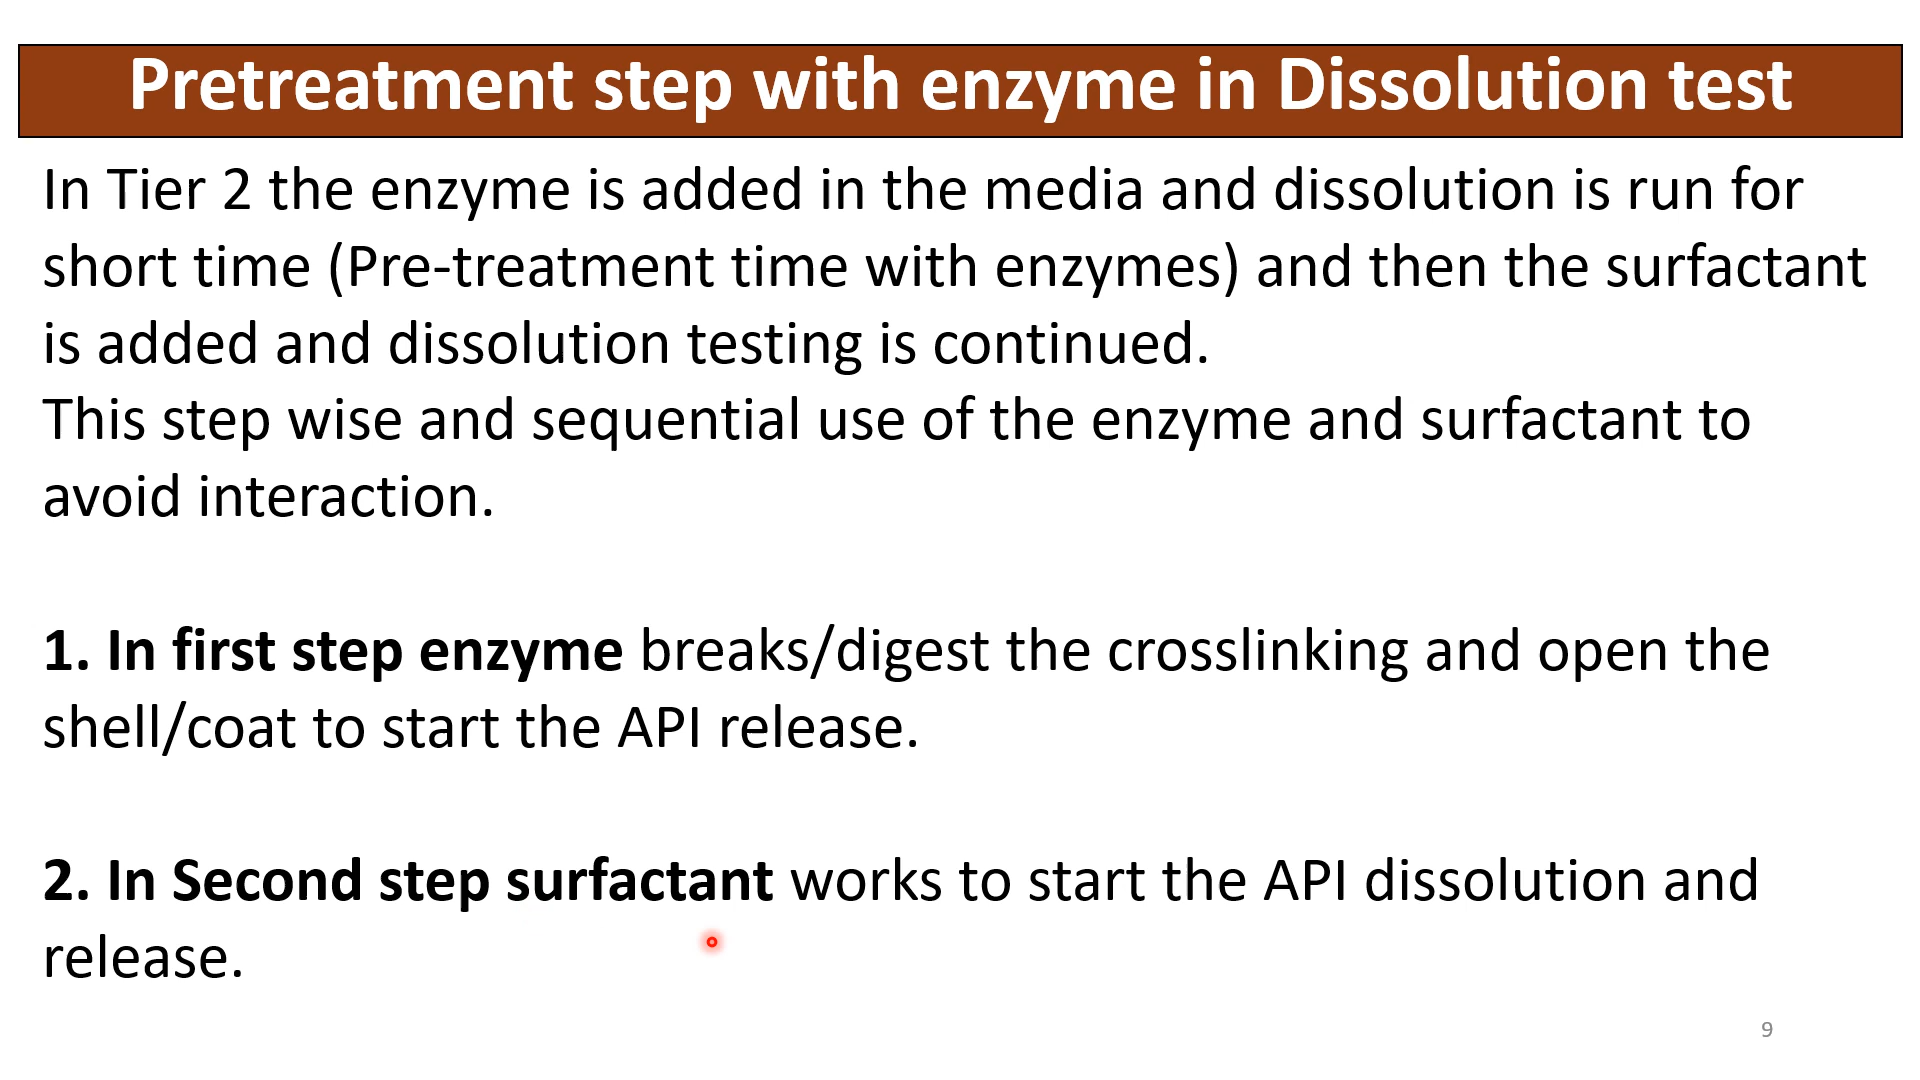 Pretreatment step with enzyme in Dissolution test
In Tier 2 the enzyme is added in the media and dissolution is run for
short time (Pre-treatment time with enzymes) and then the surfactant
is added and dissolution testing is continued.
This step wise and sequential use of the enzyme and surfactant to
avoid interaction.
1. In first step enzyme breaks/digest the crosslinking and open the
shell/coat to start the API release.
2. In Second step surfactant works to start the API dissolution and
release.
9